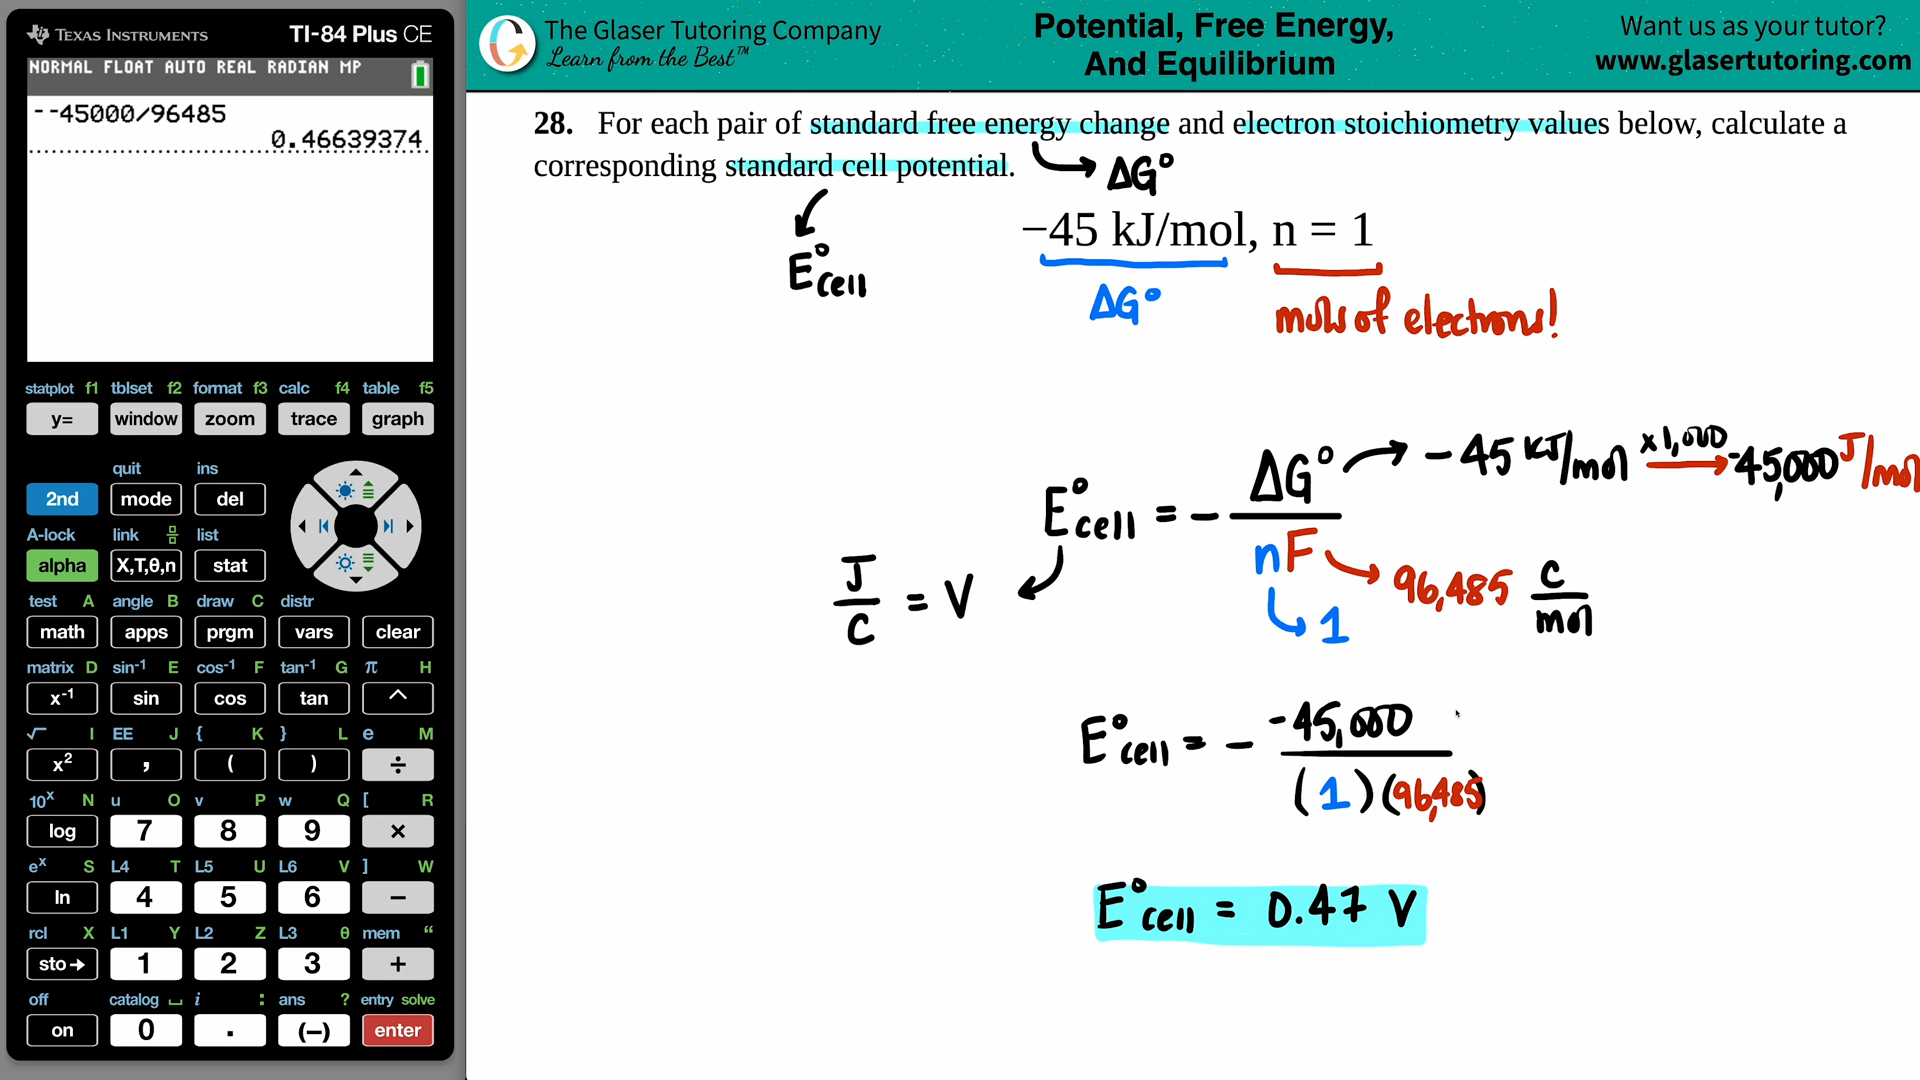 TEXAS INSTRUMENTS TI-84 Plus CE
NORMAL FLOAT AUTO REAL RADIAN MP
--45000/96485
0.46639374
statplot f1 tblset f2 format f3 calc f4 table f5
y= window zoom trace graph
quit ins
2nd mode del
A-lock link list
alpha X,T,θ,n stat
test A angle B draw C distr
math apps prgm vars clear
matrix D sin⁻¹ E cos⁻¹ F tan⁻¹ G π H
x⁻¹ sin cos tan ^
√ I EE J { K } L e M
x² , ( ) ÷
10ˣ N u O v P w Q [ R
log 7 8 9 ×
eˣ S L4 T L5 U L6 V ] W
ln 4 5 6 −
rcl X L1 Y L2 Z L3 θ mem “
sto→ 1 2 3 +
off catalog ⎵ i : ans ? entry solve
on 0 . (−) enter
The Glaser Tutoring Company
Learn from the Best™
Potential, Free Energy,
And Equilibrium
Want us as your tutor?
www.glasertutoring.com
28. For each pair of standard free energy change and electron stoichiometry values below, calculate a
corresponding standard cell potential.
ΔG°
E°cell
−45 kJ/mol, n = 1
ΔG°
mols of electrons!
E°cell = − ΔG° / nF
−45 KJ/mol x1,000 -45,000 J/mol
96,485 C/mol
1
J/C = V
E°cell = − -45,000 / (1)(96,485)
E°cell = 0.47 V